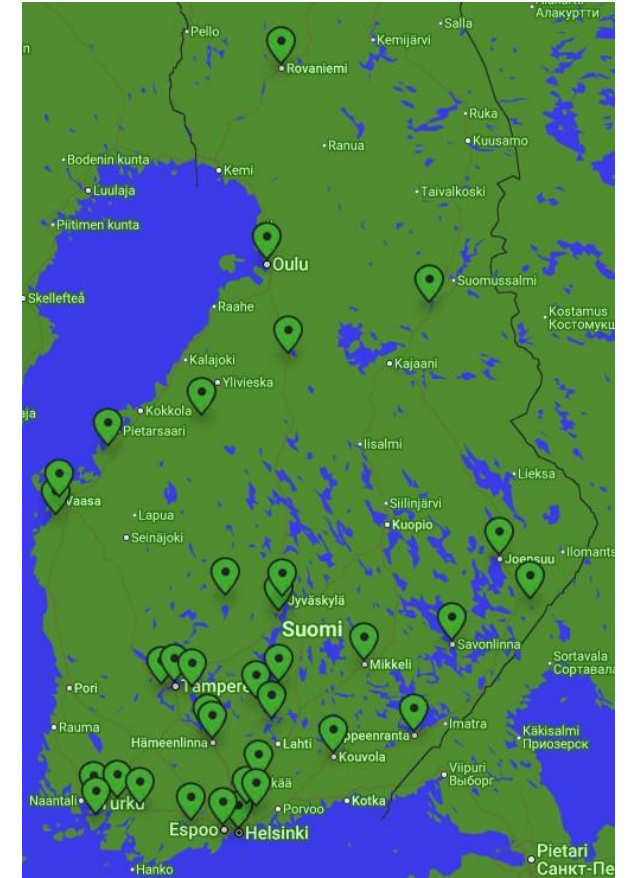 Salla
Алакуртти
Pello
Kemijärvi
Rovaniemi
Ruka
Kuusamo
Ranua
Bodenin kunta
Kemi
Luulaja
Taivalkoski
Piitimen kunta
Oulu
Suomussalmi
Skellefteå
Raahe
Kostamus
Костомукш
Kalajoki
Kajaani
Ylivieska
Kokkola
Pietarsaari
Iisalmi
Lieksa
Vaasa
Siilinjärvi
Lapua
Kuopio
Seinäjoki
Joensuu
Ilomants
Jyväskylä
Suomi
Savonlinna
Mikkeli
Sortavala
Сортавала
Pori
Tampere
Rauma
Imatra
Käkisalmi
Приозерск
ppeenranta
Hämeenlinna
Lahti
Kouvola
Viipuri
Выборг
kää
Naantali
Turku
Porvoo
Kotka
Espoo
Helsinki
Pietari
Санкт-Пе
Hanko